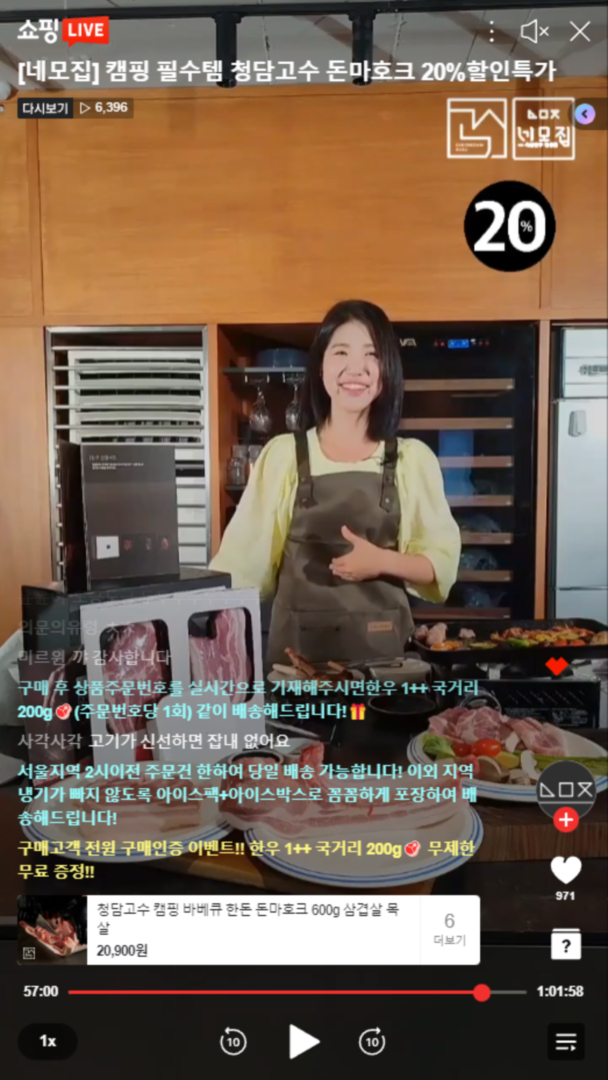 쇼핑 LIVE
[네모집] 캠핑 필수템 청담고수 돈마호크 20%할인특가
다시보기 ▷ 6,396
네모집
20%
의문의유령 ㅊㅊ
미르윔 꺄 감사합니다
구매 후 상품주문번호를 실시간으로 기재해주시면한우 1++ 국거리
200g🥩(주문번호당 1회) 같이 배송해드립니다!🎁
사각사각 고기가 신선하면 잡내 없어요
서울지역 2시이전 주문건 한하여 당일 배송 가능합니다! 이외 지역
냉기가 빠지 않도록 아이스팩+아이스박스로 꼼꼼하게 포장하여 배
송해드립니다!
구매고객 전원 구매인증 이벤트!! 한우 1++ 국거리 200g🥩 무제한
무료 증정!!
971
청담고수 캠핑 바베큐 한돈 돈마호크 600g 삼겹살 목
살
20,900원
6
더보기
?
57:00
1:01:58
1x
10
10